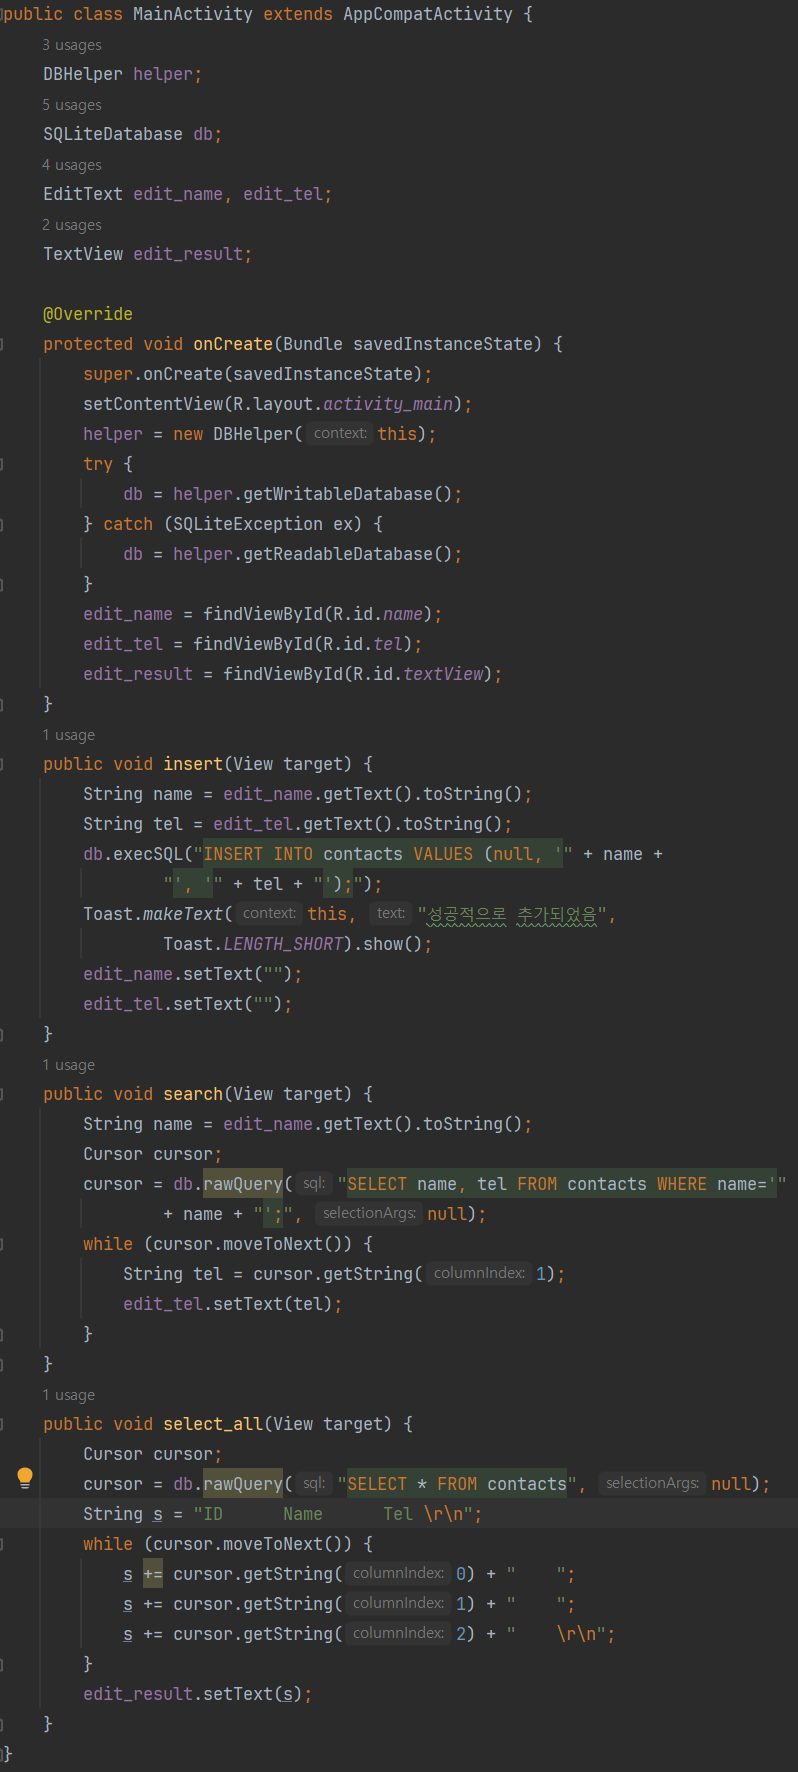 public class MainActivity extends AppCompatActivity {
    3 usages
    DBHelper helper;
    5 usages
    SQLiteDatabase db;
    4 usages
    EditText edit_name, edit_tel;
    2 usages
    TextView edit_result;

    @Override
    protected void onCreate(Bundle savedInstanceState) {
        super.onCreate(savedInstanceState);
        setContentView(R.layout.activity_main);
        helper = new DBHelper( context: this);
        try {
            db = helper.getWritableDatabase();
        } catch (SQLiteException ex) {
            db = helper.getReadableDatabase();
        }
        edit_name = findViewById(R.id.name);
        edit_tel = findViewById(R.id.tel);
        edit_result = findViewById(R.id.textView);
    }
    1 usage
    public void insert(View target) {
        String name = edit_name.getText().toString();
        String tel = edit_tel.getText().toString();
        db.execSQL("INSERT INTO contacts VALUES (null, '" + name +
                "', '" + tel + "');");
        Toast.makeText( context: this, text: "성공적으로 추가되었음",
                Toast.LENGTH_SHORT).show();
        edit_name.setText("");
        edit_tel.setText("");
    }
    1 usage
    public void search(View target) {
        String name = edit_name.getText().toString();
        Cursor cursor;
        cursor = db.rawQuery( sql: "SELECT name, tel FROM contacts WHERE name='"
                + name + "';", selectionArgs: null);
        while (cursor.moveToNext()) {
            String tel = cursor.getString( columnIndex: 1);
            edit_tel.setText(tel);
        }
    }
    1 usage
    public void select_all(View target) {
        Cursor cursor;
        cursor = db.rawQuery( sql: "SELECT * FROM contacts", selectionArgs: null);
        String s = "ID      Name      Tel \r\n";
        while (cursor.moveToNext()) {
            s += cursor.getString( columnIndex: 0) + "    ";
            s += cursor.getString( columnIndex: 1) + "    ";
            s += cursor.getString( columnIndex: 2) + "    \r\n";
        }
        edit_result.setText(s);
    }
}